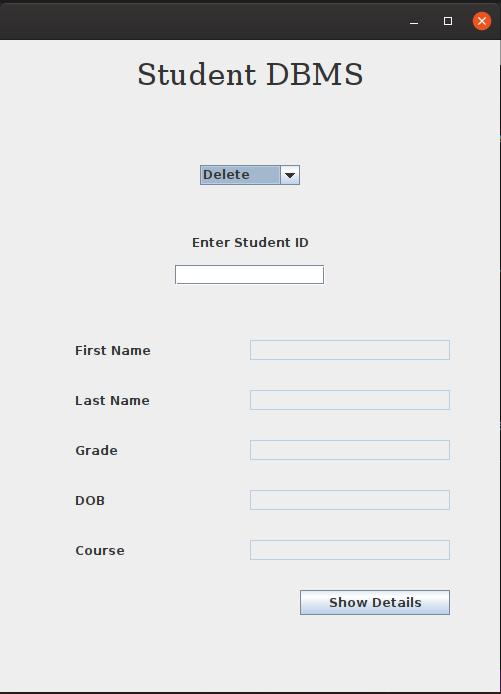 Student DBMS
Delete
Enter Student ID
First Name
Last Name
Grade
DOB
Course
Show Details